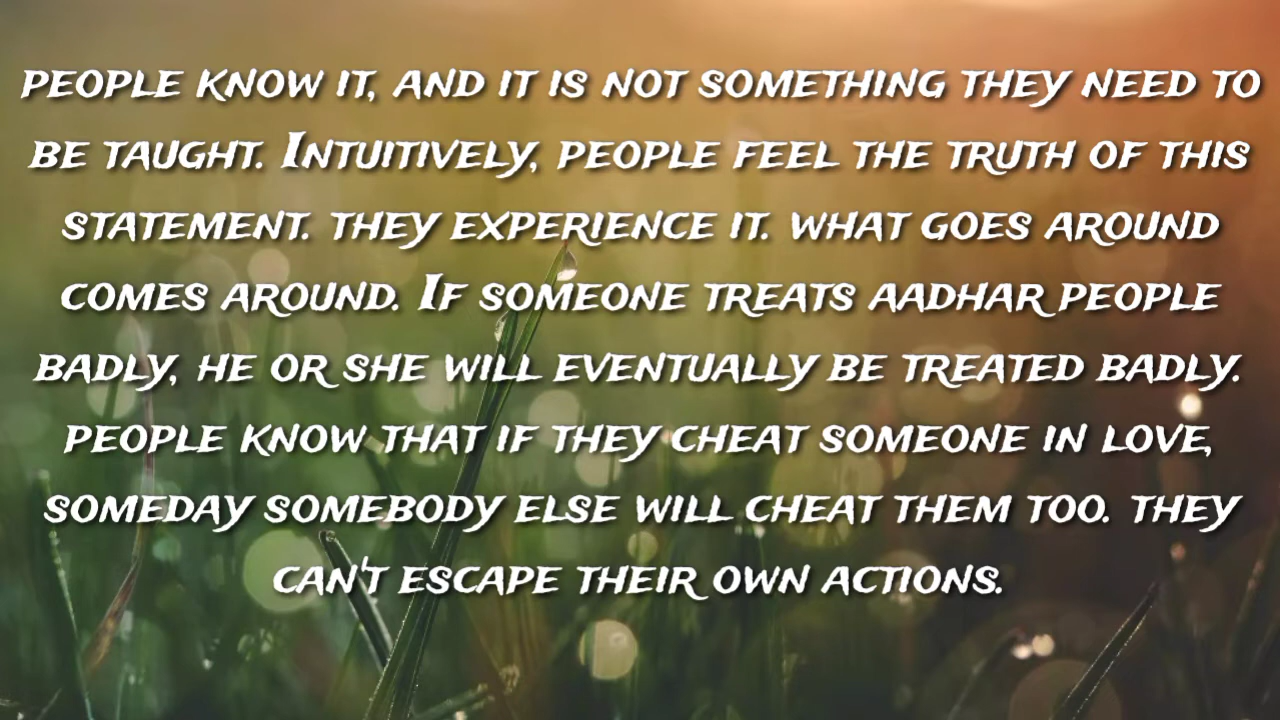 PEOPLE KNOW IT, AND IT IS NOT SOMETHING THEY NEED TO
BE TAUGHT. INTUITIVELY, PEOPLE FEEL THE TRUTH OF THIS
STATEMENT. THEY EXPERIENCE IT. WHAT GOES AROUND
COMES AROUND. IF SOMEONE TREATS AADHAR PEOPLE
BADLY, HE OR SHE WILL EVENTUALLY BE TREATED BADLY.
PEOPLE KNOW THAT IF THEY CHEAT SOMEONE IN LOVE,
SOMEDAY SOMEBODY ELSE WILL CHEAT THEM TOO. THEY
CAN'T ESCAPE THEIR OWN ACTIONS.